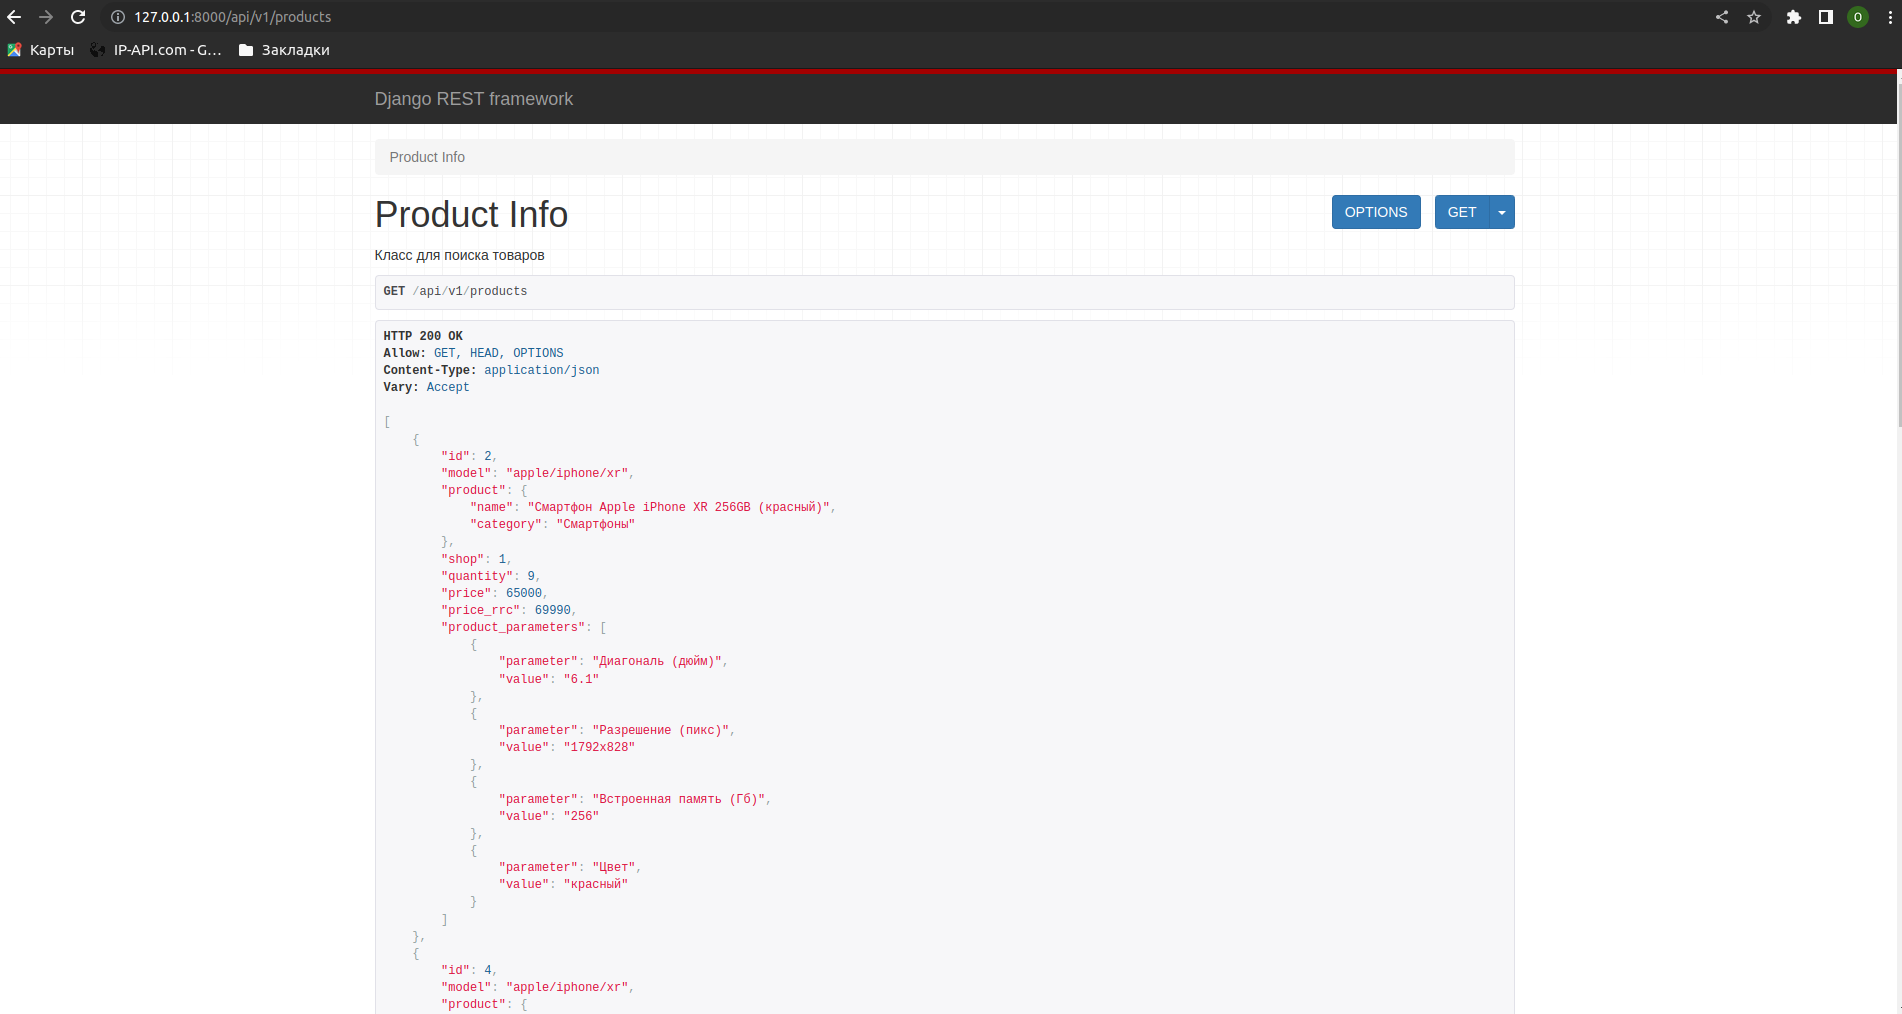 127.0.0.1:8000/api/v1/products
O
Карты
IP-API.com - G…
Закладки
Django REST framework
Product Info
Product Info
OPTIONS
GET
Класс для поиска товаров
GET /api/v1/products
HTTP 200 OK
Allow: GET, HEAD, OPTIONS
Content-Type: application/json
Vary: Accept
[
{
"id": 2,
"model": "apple/iphone/xr",
"product": {
"name": "Смартфон Apple iPhone XR 256GB (красный)",
"category": "Смартфоны"
},
"shop": 1,
"quantity": 9,
"price": 65000,
"price_rrc": 69990,
"product_parameters": [
{
"parameter": "Диагональ (дюйм)",
"value": "6.1"
},
{
"parameter": "Разрешение (пикс)",
"value": "1792x828"
},
{
"parameter": "Встроенная память (Гб)",
"value": "256"
},
{
"parameter": "Цвет",
"value": "красный"
}
]
},
{
"id": 4,
"model": "apple/iphone/xr",
"product": {